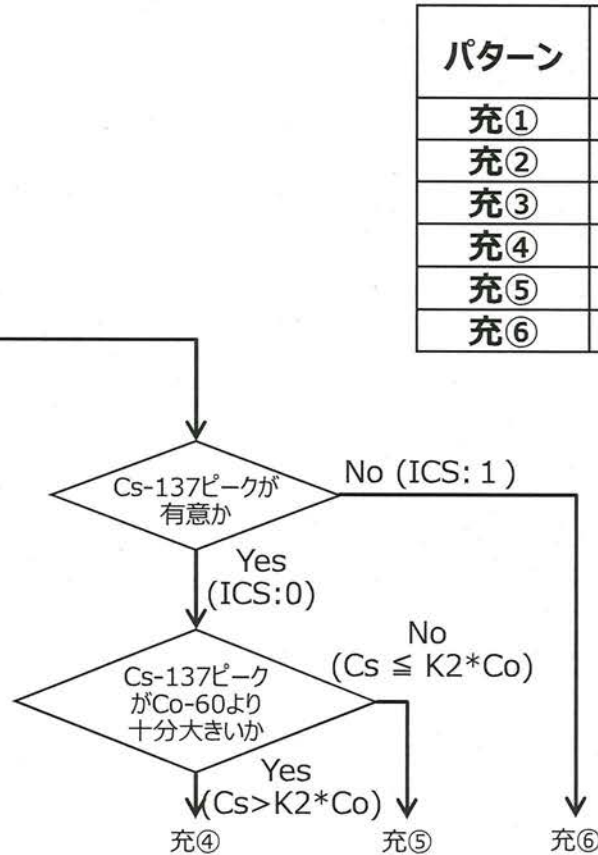 パターン
充①
充②
充③
充④
充⑤
充⑥
Cs-137ピークが
有意か
No (ICS: 1 )
Yes
(ICS:0)
Cs-137ピーク
がCo-60より
十分大きいか
No
(Cs ≦ K2*Co)
Yes
(Cs>K2*Co)
充④
充⑤
充⑥